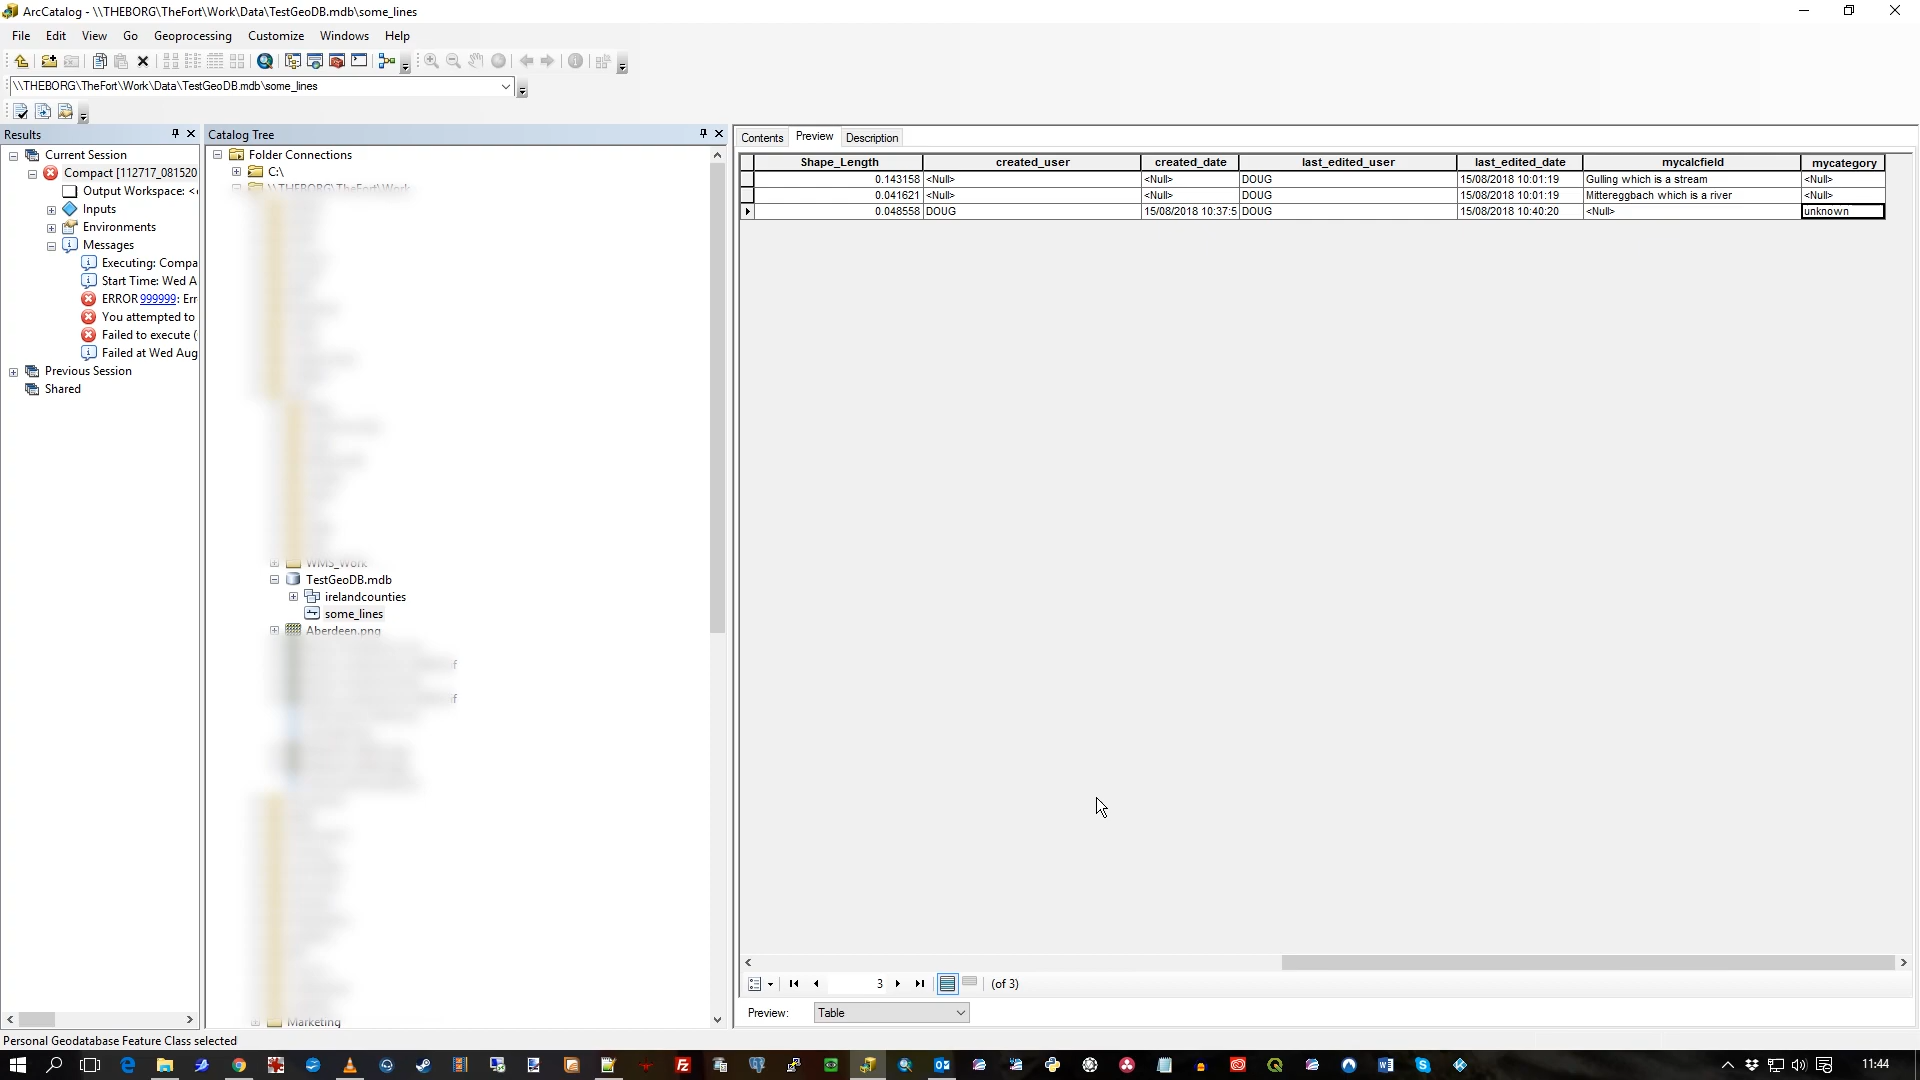 ArcCatalog - \\THEBORG\TheFort\Work\Data\TestGeoDB.mdb\some_lines
File Edit View Go Geoprocessing Customize Windows Help
\\THEBORG\TheFort\Work\Data\TestGeoDB.mdb\some_lines
Results
Current Session
Compact [112717_081520
Output Workspace: <
Inputs
Environments
Messages
Executing: Compa
Start Time: Wed A
ERROR 999999: Err
You attempted to
Failed to execute (
Failed at Wed Aug
Previous Session
Shared
Catalog Tree
Folder Connections
C:\
\\THEBORG\TheFort\Work
WMS_Work
TestGeoDB.mdb
irelandcounties
some_lines
Aberdeen.png
Marketing
Contents Preview Description
Shape_Length created_user created_date last_edited_user last_edited_date mycalcfield mycategory
0.143158 <Null> <Null> DOUG 15/08/2018 10:01:19 Gulling which is a stream <Null>
0.041621 <Null> <Null> DOUG 15/08/2018 10:01:19 Mittereggbach which is a river <Null>
0.048558 DOUG 15/08/2018 10:37:5 DOUG 15/08/2018 10:40:20 <Null> unknown
3 (of 3)
Preview: Table
Personal Geodatabase Feature Class selected
11:44